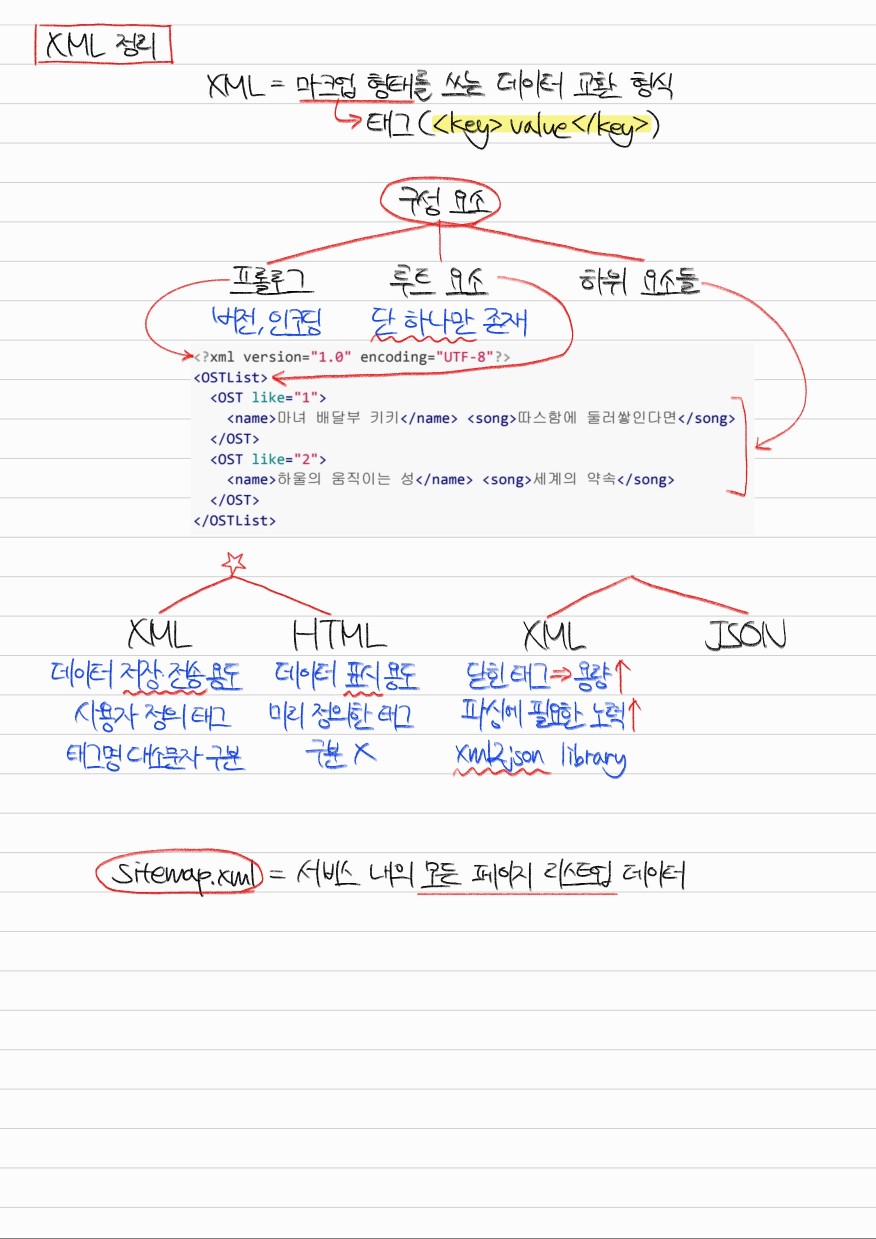 XML 정리
XML = 마크업 형태를 쓰는 데이터 교환 형식
태그(<key> value</key>)
구성 요소
프롤로그 루트 요소 하위 요소들
버전, 인코딩 단 하나만 존재
<?xml version="1.0" encoding="UTF-8"?>
<OSTList>
<OST like="1">
<name>마녀 배달부 키키</name> <song>따스함에 둘러쌓인다면</song>
</OST>
<OST like="2">
<name>하울의 움직이는 성</name> <song>세계의 약속</song>
</OST>
</OSTList>
XML HTML XML JSON
데이터 저장·전송 용도 데이터 표시 용도 닫힌 태그 ⇒ 용량↑
사용자 정의 태그 미리 정의한 태그 파싱에 필요한 노력↑
태그명 대소문자 구분 구분 X xml2json library
sitemap.xml = 서비스 내의 모든 페이지 리스트업 데이터